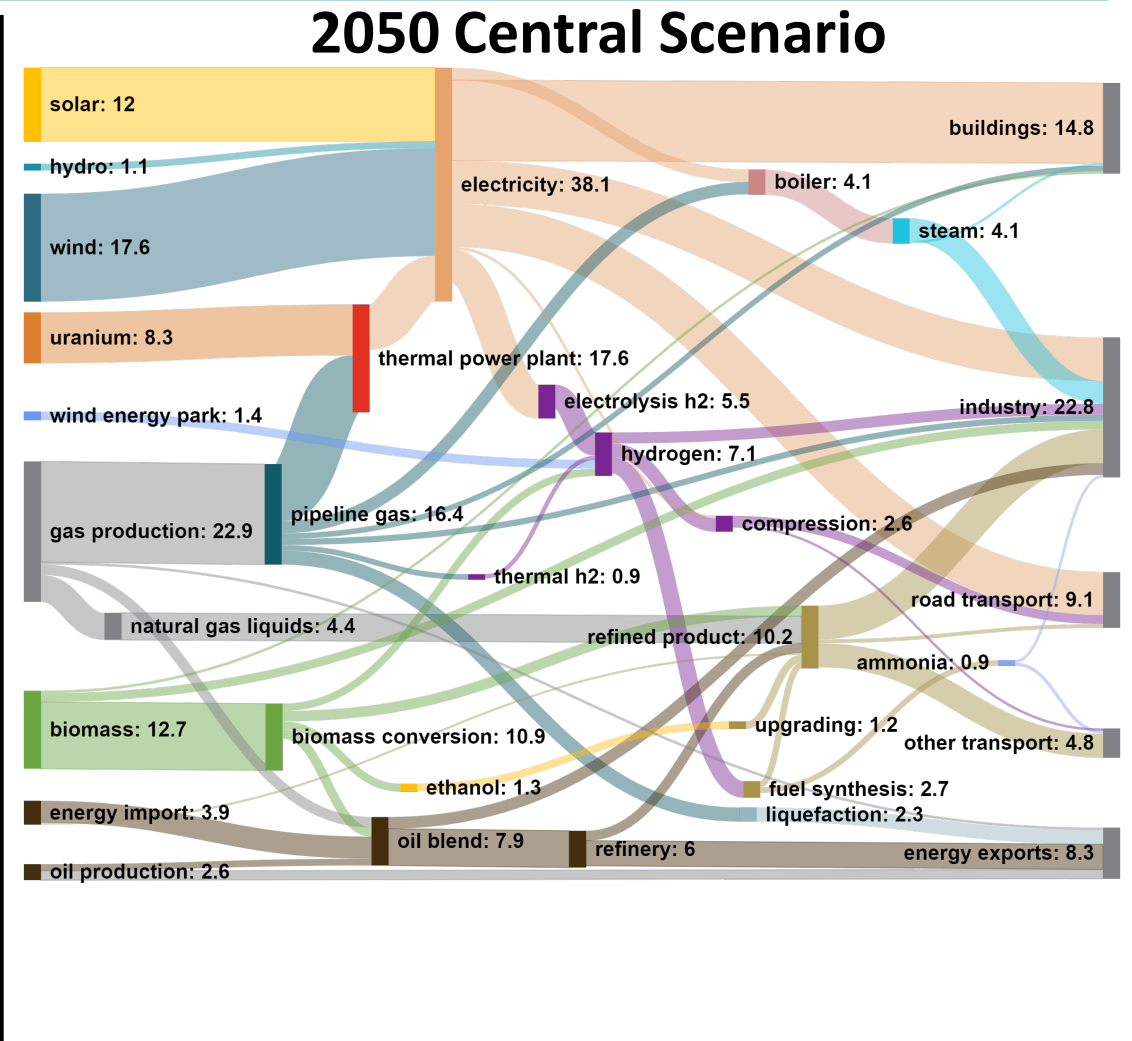 2050 Central Scenario
solar: 12
hydro: 1.1
wind: 17.6
uranium: 8.3
wind energy park: 1.4
gas production: 22.9
natural gas liquids: 4.4
biomass: 12.7
energy import: 3.9
oil production: 2.6
pipeline gas: 16.4
biomass conversion: 10.9
thermal power plant: 17.6
ethanol: 1.3
oil blend: 7.9
electricity: 38.1
thermal h2: 0.9
electrolysis h2: 5.5
refinery: 6
hydrogen: 7.1
compression: 2.6
upgrading: 1.2
fuel synthesis: 2.7
liquefaction: 2.3
boiler: 4.1
refined product: 10.2
steam: 4.1
ammonia: 0.9
buildings: 14.8
industry: 22.8
road transport: 9.1
other transport: 4.8
energy exports: 8.3